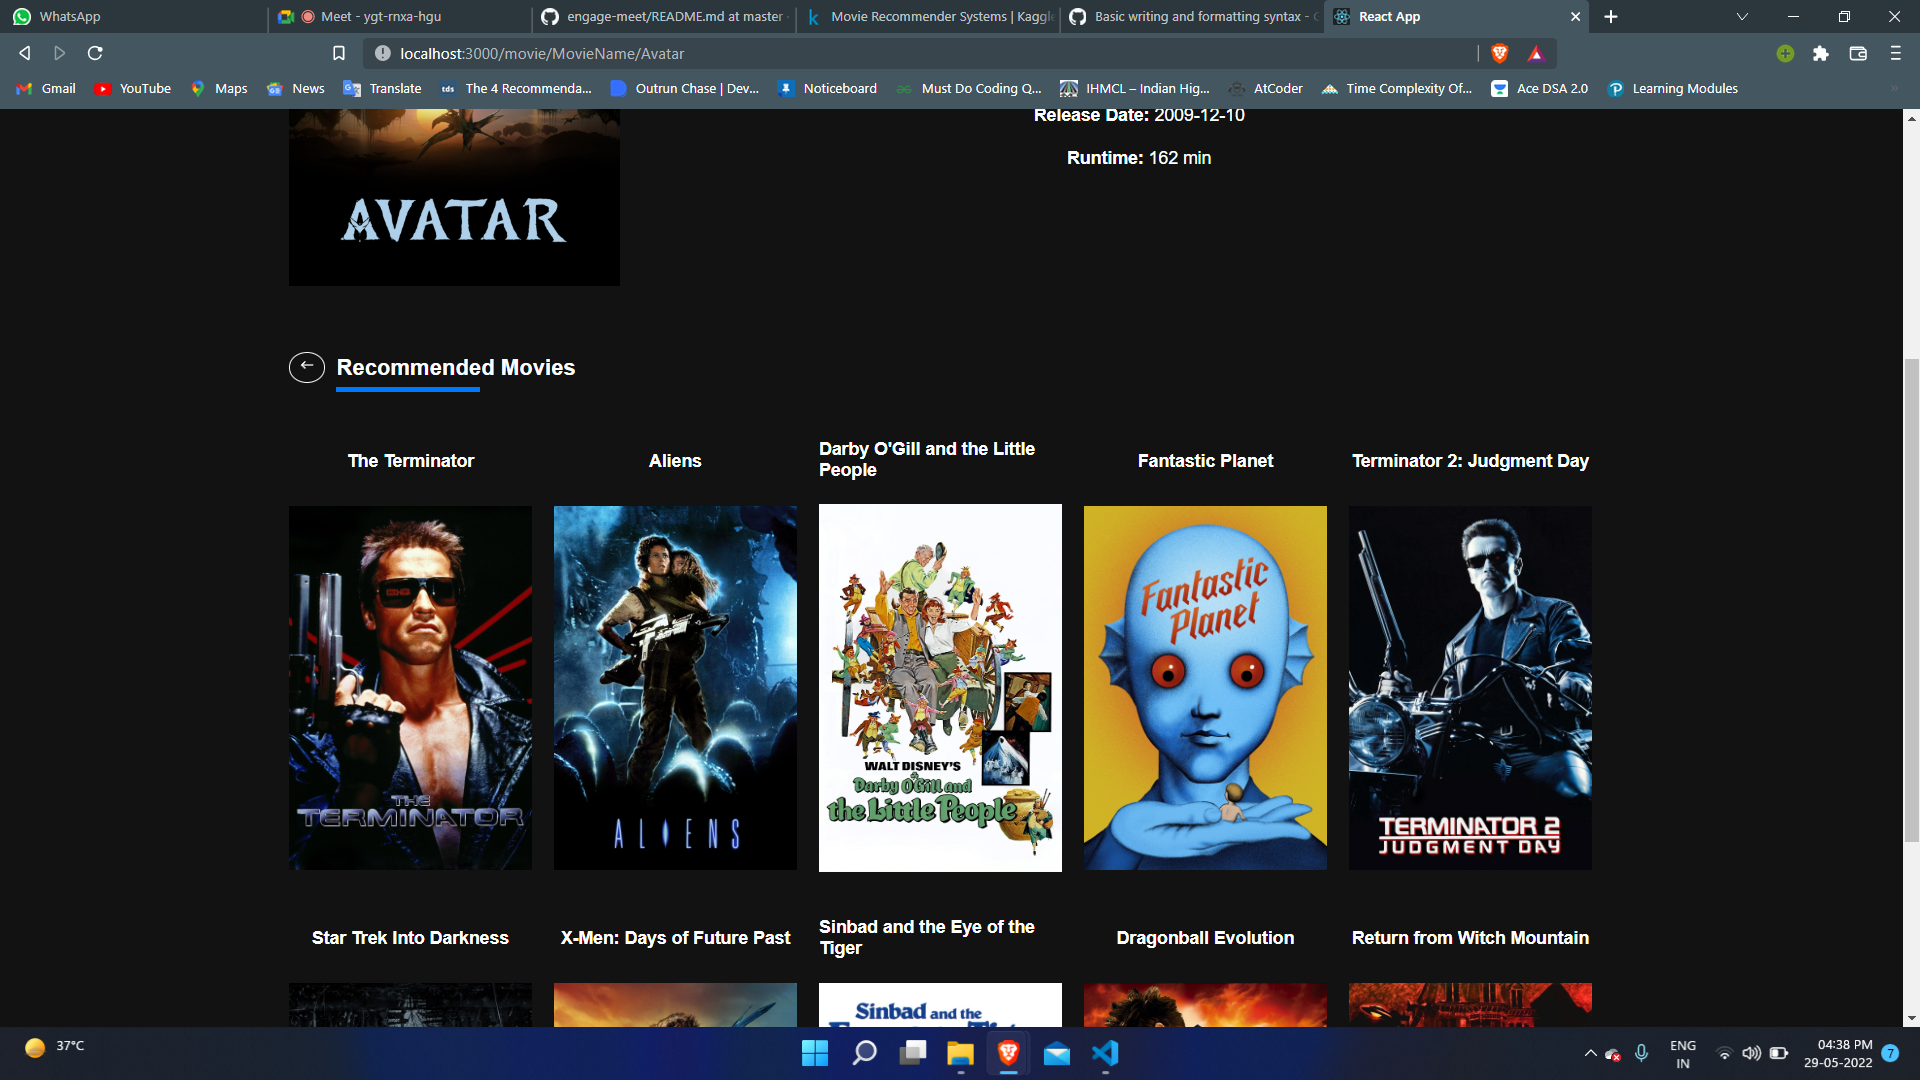 WhatsApp
Meet - ygt-rnxa-hgu
engage-meet/README.md at master
Movie Recommender Systems | Kaggle
Basic writing and formatting syntax -
React App
localhost:3000/movie/MovieName/Avatar
Gmail
YouTube
Maps
News
Translate
tds
The 4 Recommenda...
Outrun Chase | Dev...
Noticeboard
Must Do Coding Q...
IHMCL – Indian Hig...
AtCoder
Time Complexity Of...
Ace DSA 2.0
Learning Modules
Release Date: 2009-12-10
Runtime: 162 min
AVATAR
Recommended Movies
The Terminator
Aliens
Darby O'Gill and the Little
People
Fantastic Planet
Terminator 2: Judgment Day
THE
TERMINATOR
ALIENS
WALT DISNEY'S
Darby O'Gill and
the Little People
Fantastic
Planet
TERMINATOR 2
JUDGMENT DAY
Star Trek Into Darkness
X-Men: Days of Future Past
Sinbad and the Eye of the
Tiger
Dragonball Evolution
Return from Witch Mountain
Sinbad and the
37°C
ENG
IN
04:38 PM
29-05-2022
7